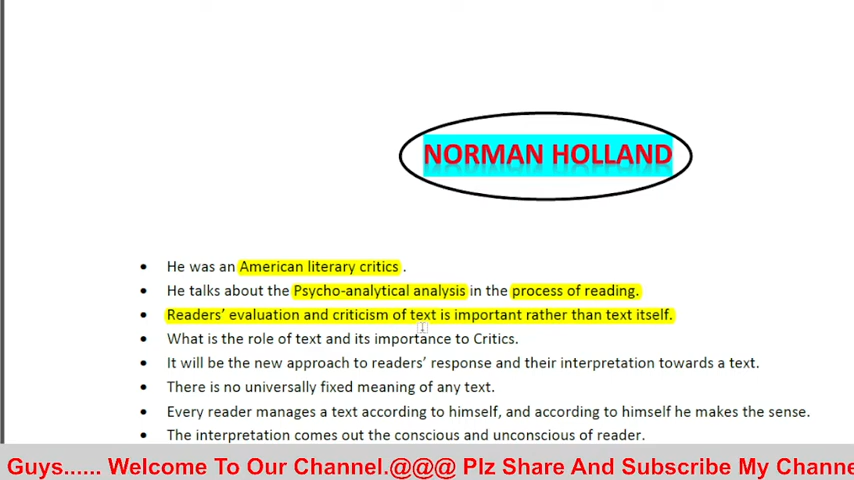 NORMAN HOLLAND
• He was an American literary critics .
• He talks about the Psycho-analytical analysis in the process of reading.
• Readers’ evaluation and criticism of text is important rather than text itself.
• What is the role of text and its importance to Critics.
• It will be the new approach to readers’ response and their interpretation towards a text.
• There is no universally fixed meaning of any text.
• Every reader manages a text according to himself, and according to himself he makes the sense.
• The interpretation comes out the conscious and unconscious of reader.
Guys...... Welcome To Our Channel.@@@ Plz Share And Subscribe My Channe